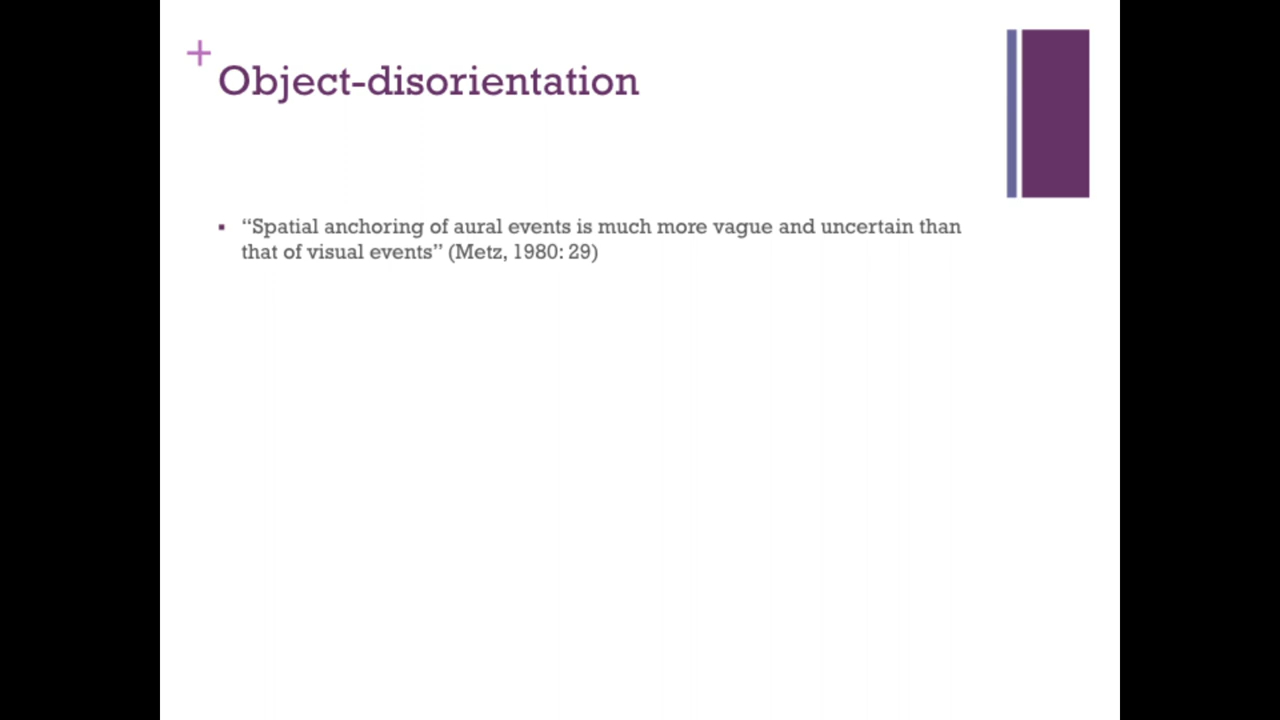 +
Object-disorientation
▪ “Spatial anchoring of aural events is much more vague and uncertain than
that of visual events” (Metz, 1980: 29)